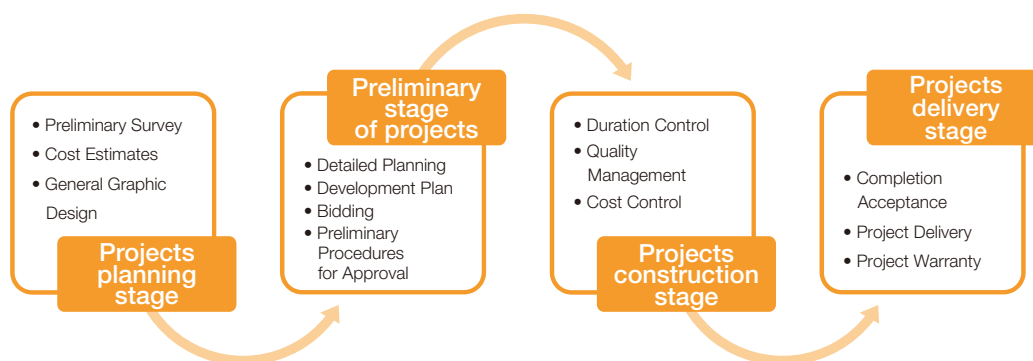 • Preliminary Survey
• Cost Estimates
• General Graphic
Design
Projects
planning
stage
Preliminary
stage
of projects
• Detailed Planning
• Development Plan
• Bidding
• Preliminary
Procedures
for Approval
• Duration Control
• Quality
Management
• Cost Control
Projects
construction
stage
Projects
delivery
stage
• Completion
Acceptance
• Project Delivery
• Project Warranty